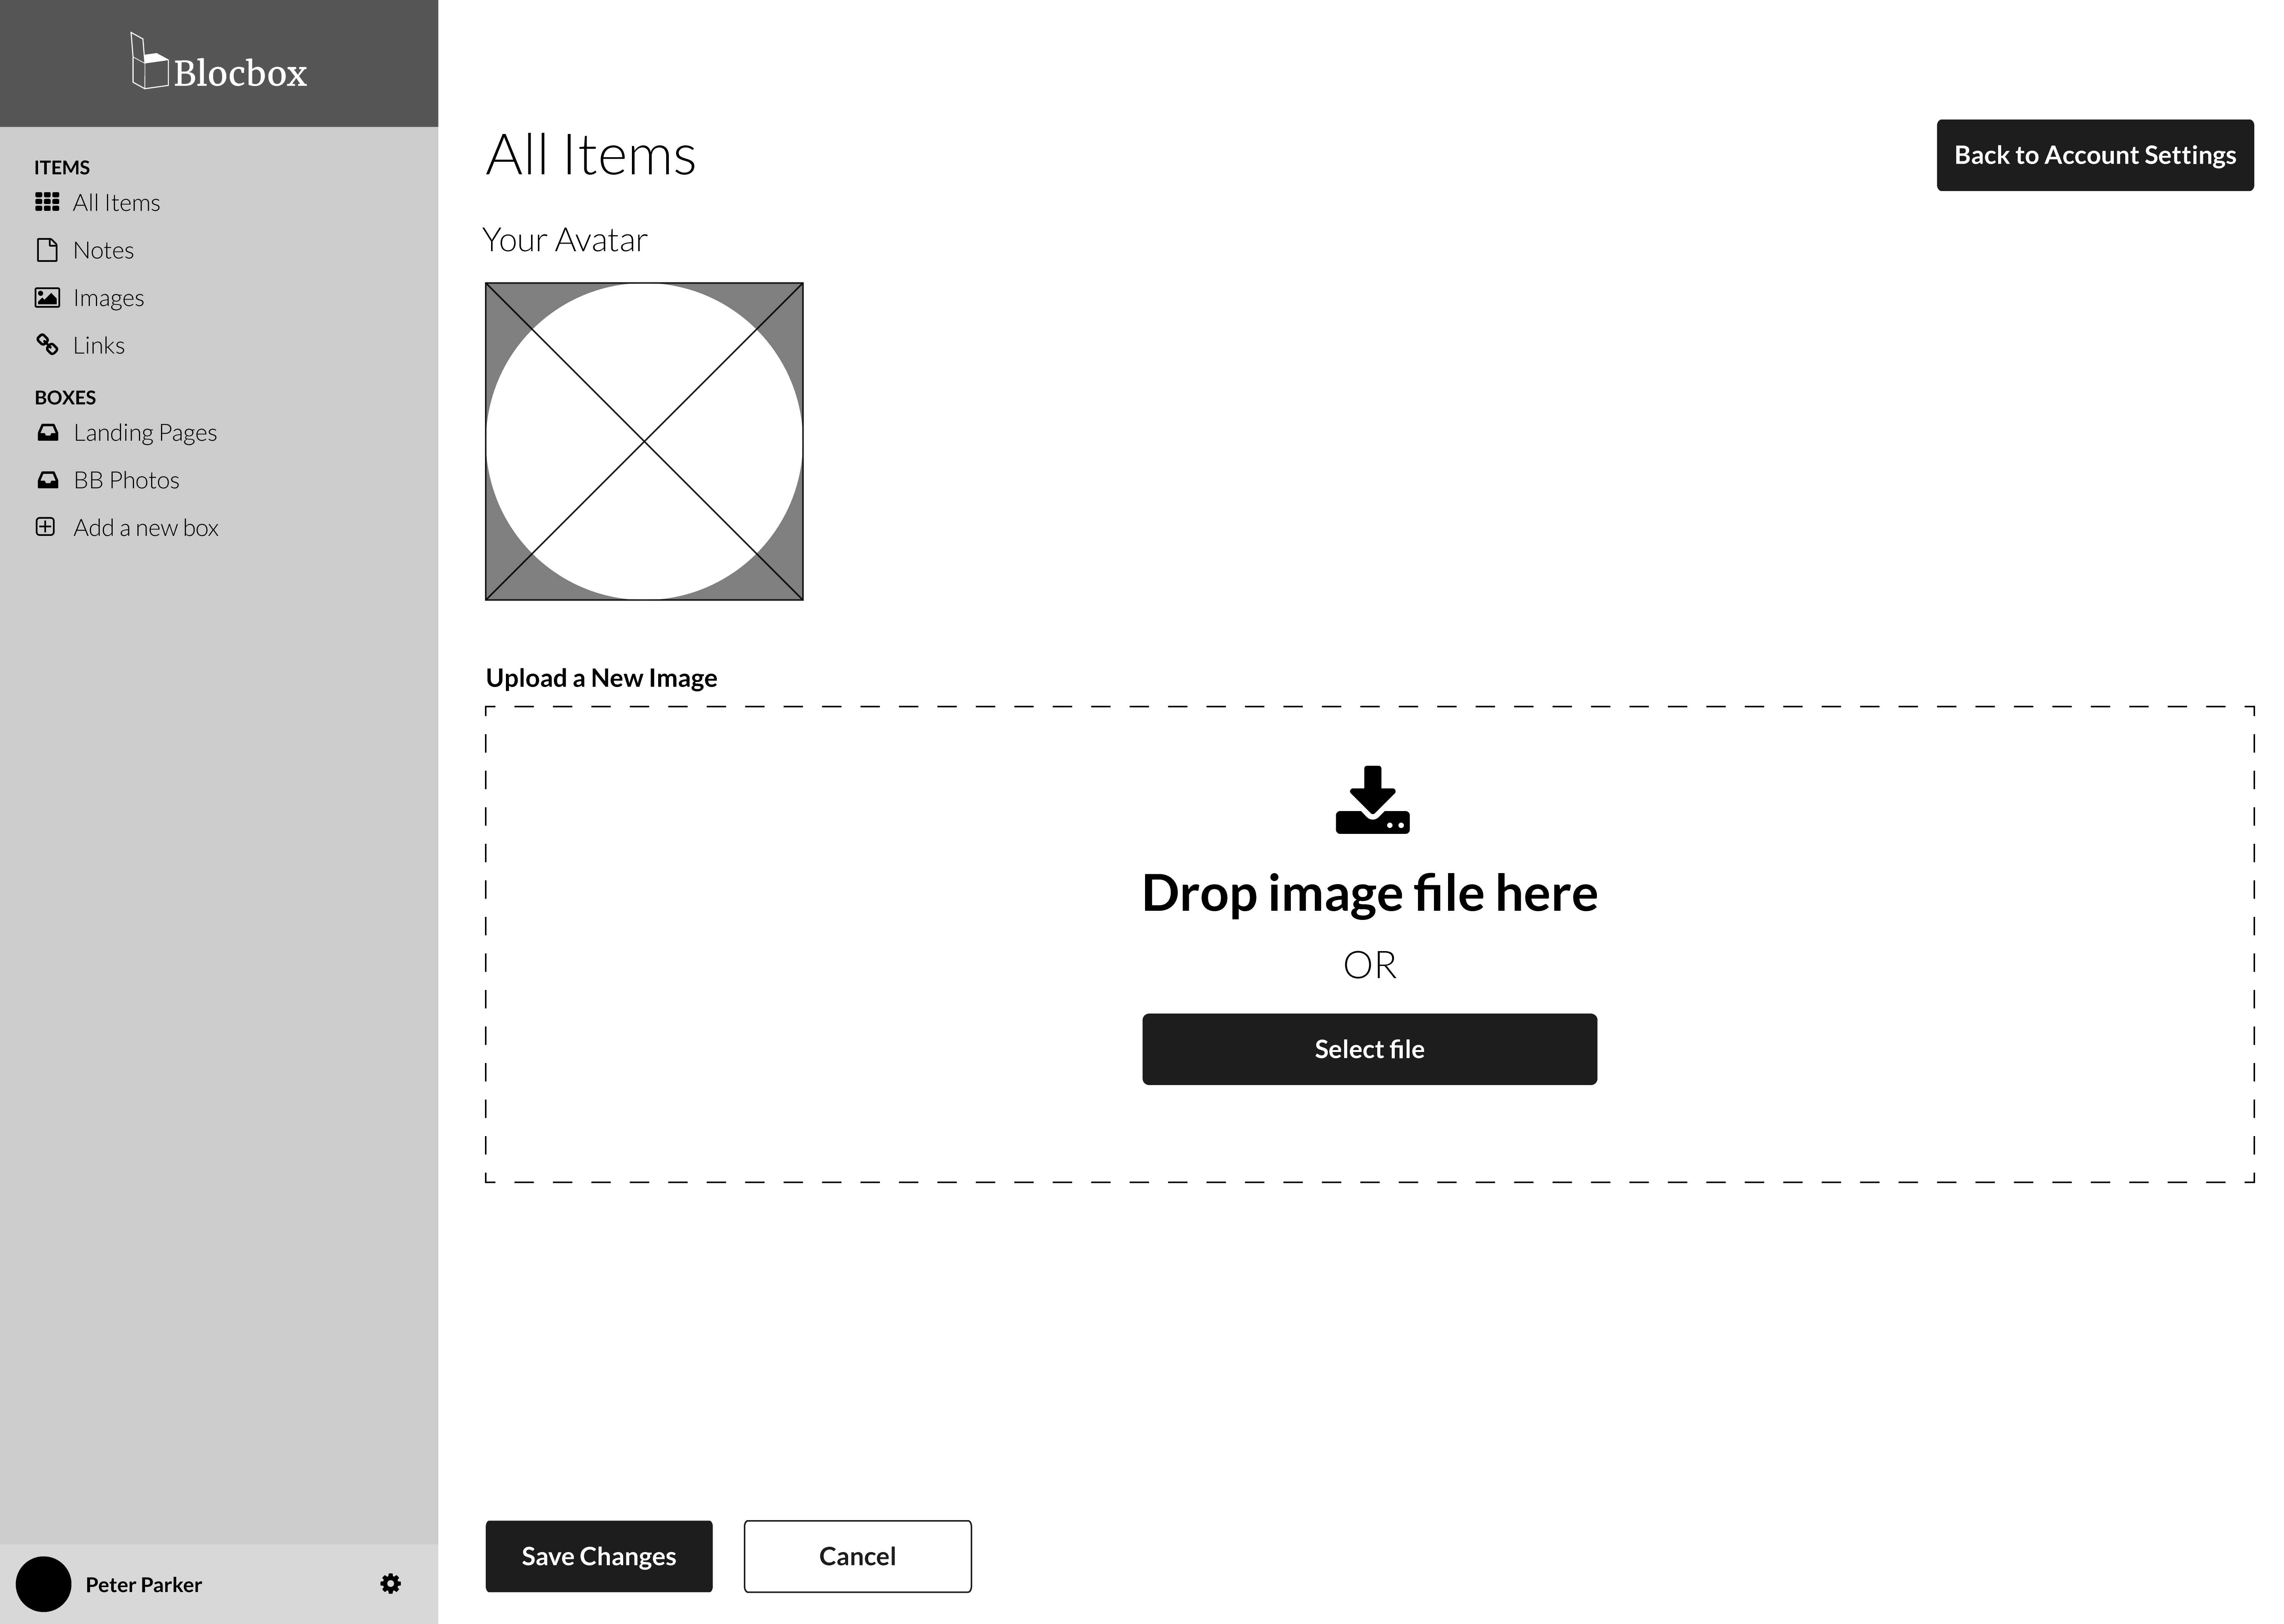 Blocbox
ITEMS
All Items
Notes
Images
Links
BOXES
Landing Pages
BB Photos
Add a new box
Peter Parker
All Items
Back to Account Settings
Your Avatar
Upload a New Image
Drop image file here
OR
Select file
Save Changes
Cancel